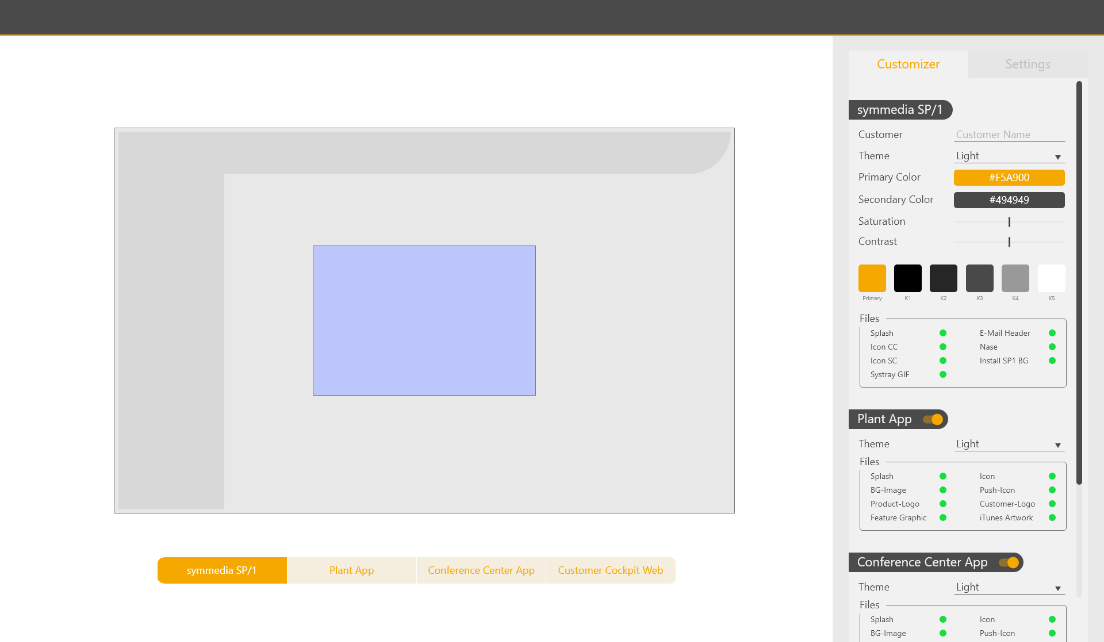 Customizer
Settings
symmedia SP/1
Customer
Customer Name
Theme
Light
Primary Color
#F5A900
Secondary Color
#494949
Saturation
Contrast
Primary
K1
K2
K3
K4
K5
Files
Splash
E-Mail Header
Icon CC
Nase
Icon SC
Install SP1 BG
Systray GIF
Plant App
Theme
Light
Files
Splash
Icon
BG-Image
Push-Icon
Product-Logo
Customer-Logo
Feature Graphic
iTunes Artwork
Conference Center App
Theme
Light
Files
Splash
Icon
BG-Image
Push-Icon
symmedia SP/1
Plant App
Conference Center App
Customer Cockpit Web